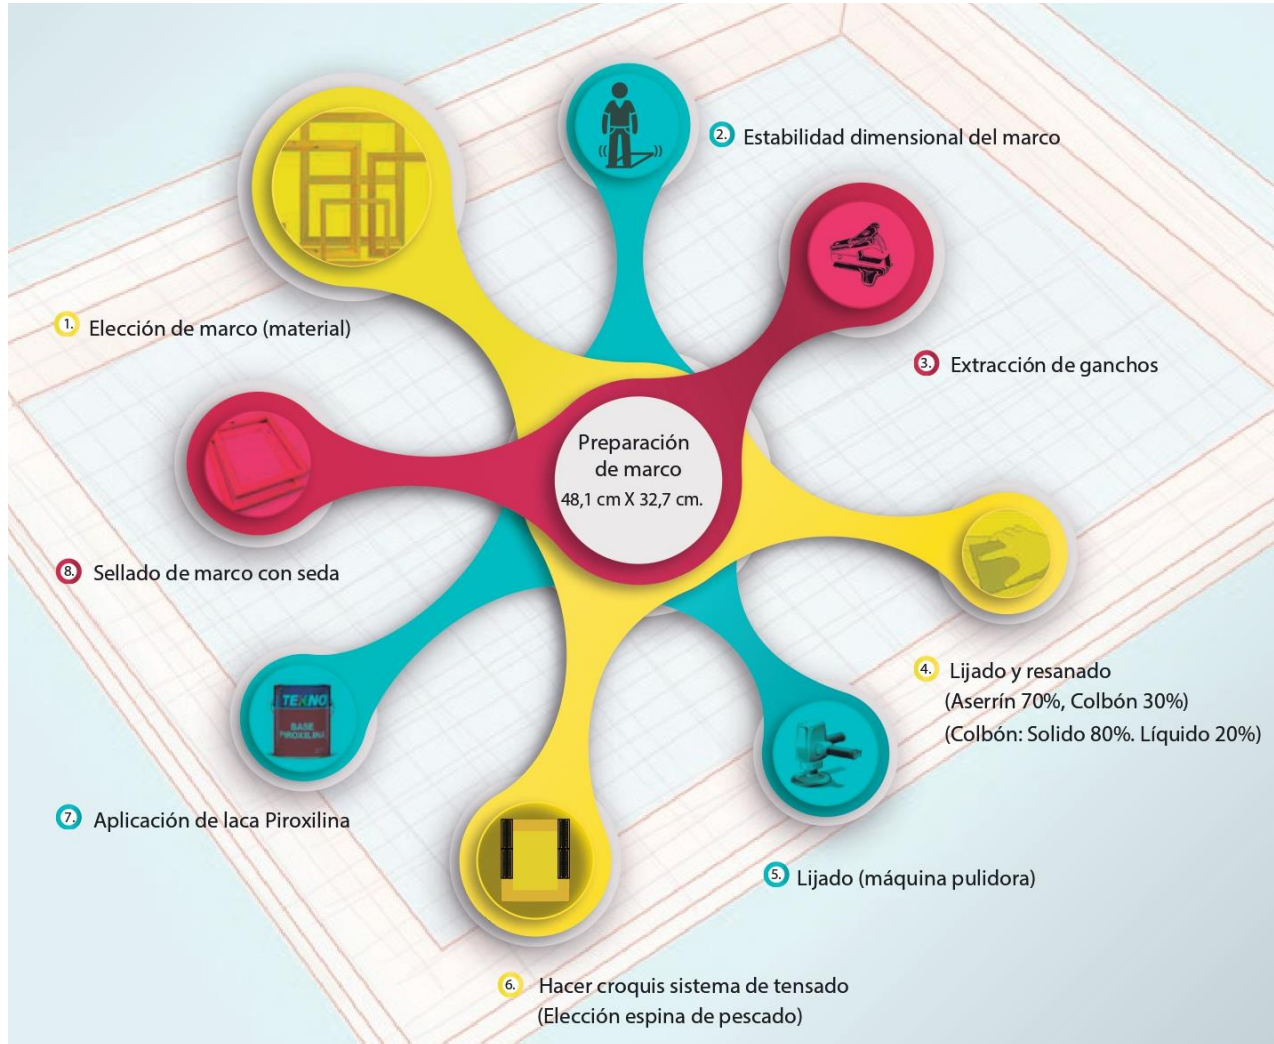 Preparación
de marco
48,1 cm X 32,7 cm.
1. Elección de marco (material)
2. Estabilidad dimensional del marco
3. Extracción de ganchos
4. Lijado y resanado
(Aserrín 70%, Colbón 30%)
(Colbón: Solido 80%. Líquido 20%)
5. Lijado (máquina pulidora)
6. Hacer croquis sistema de tensado
(Elección espina de pescado)
7. Aplicación de laca Piroxilina
TEXNO
BASE
PIROXILINA
8. Sellado de marco con seda